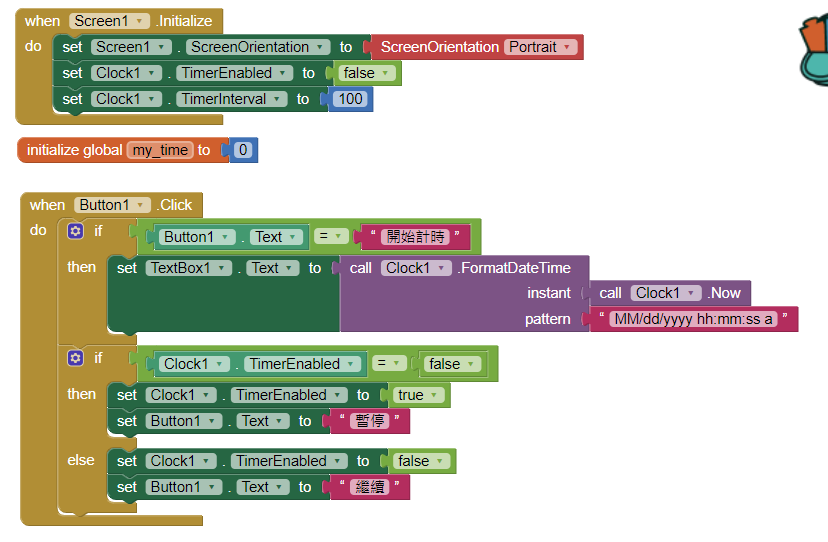 when Screen1 .Initialize
do set Screen1 . ScreenOrientation to ScreenOrientation Portrait
set Clock1 . TimerEnabled to false
set Clock1 . TimerInterval to 100
initialize global my_time to 0
when Button1 .Click
do if Button1 . Text = “ 開始計時 ”
then set TextBox1 . Text to call Clock1 .FormatDateTime
instant call Clock1 .Now
pattern “ MM/dd/yyyy hh:mm:ss a ”
if Clock1 . TimerEnabled = false
then set Clock1 . TimerEnabled to true
set Button1 . Text to “ 暫停 ”
else set Clock1 . TimerEnabled to false
set Button1 . Text to “ 繼續 ”